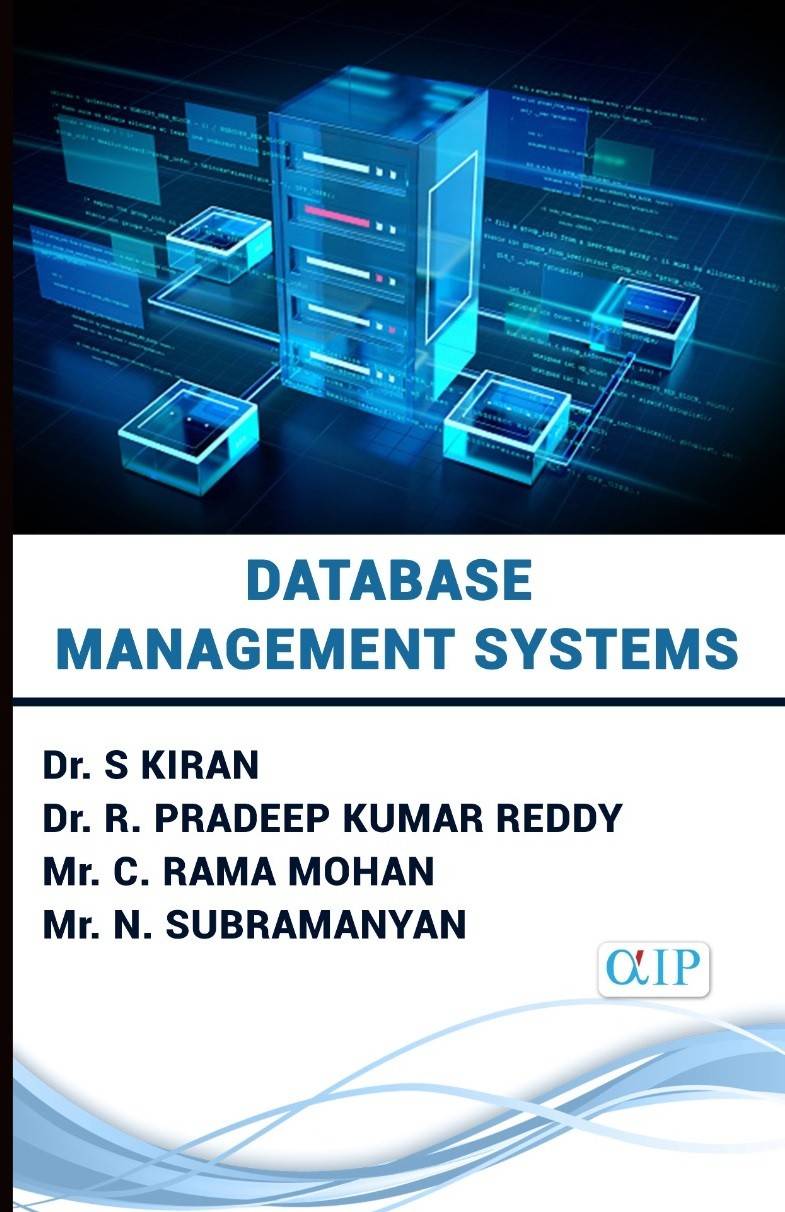 DATABASE
MANAGEMENT SYSTEMS
Dr. S KIRAN
Dr. R. PRADEEP KUMAR REDDY
Mr. C. RAMA MOHAN
Mr. N. SUBRAMANYAN
αIP